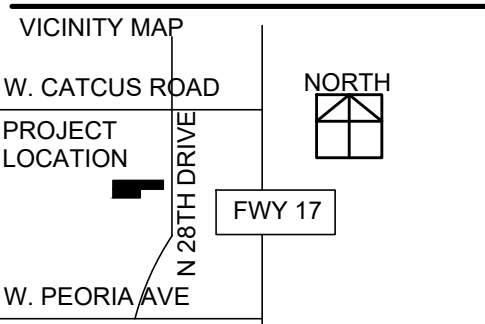 VICINITY MAP
W. CATCUS ROAD
NORTH
PROJECT
LOCATION
N 28TH DRIVE
FWY 17
W. PEORIA AVE